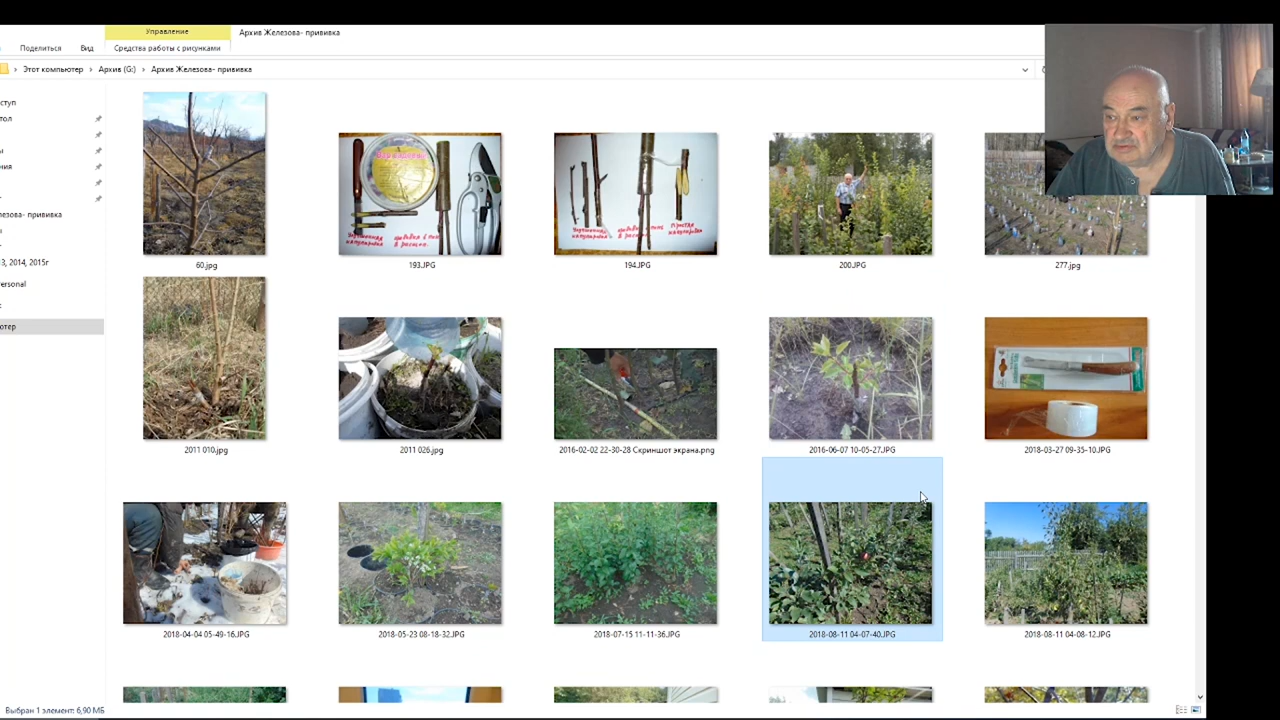 Управление
Архив Железова- прививка
Поделиться
Вид
Средства работы с рисунками
Этот компьютер
Архив (G:)
Архив Железова- прививка
ступ
тол
ы
ния
езова- прививка
ы
3, 2014, 2015г
ersonal
ютер
60.jpg
193.JPG
194.JPG
200.JPG
277.jpg
2011 010.jpg
2011 026.jpg
2016-02-02 22-30-28 Скриншот экрана.png
2016-06-07 10-05-27.JPG
2018-03-27 09-35-10.JPG
2018-04-04 05-49-16.JPG
2018-05-23 08-18-32.JPG
2018-07-15 11-11-36.JPG
2018-08-11 04-07-40.JPG
2018-08-11 04-08-12.JPG
Выбран 1 элемент: 6,90 МБ